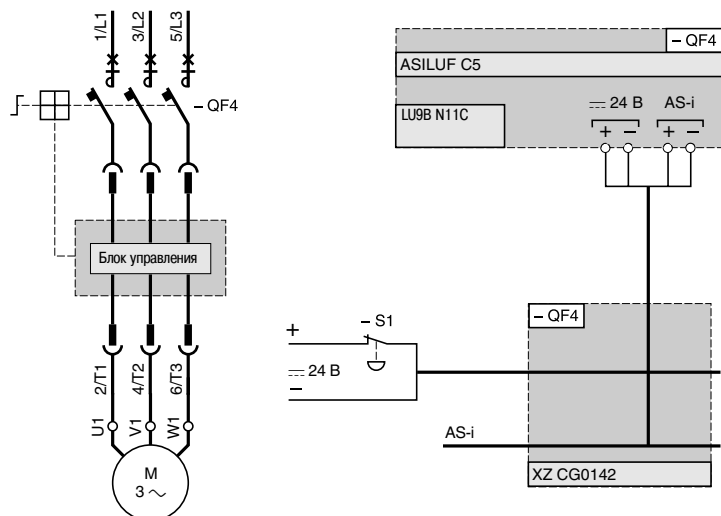 1/L1
3/L2
5/L3
– QF4
Блок управления
2/T1
4/T2
6/T3
U1
V1
W1
M
3 ~
– QF4
ASILUF C5
LU9B N11C
24 В
AS-i
+ – + –
– S1
+
24 В
–
– QF4
AS-i
XZ CG0142